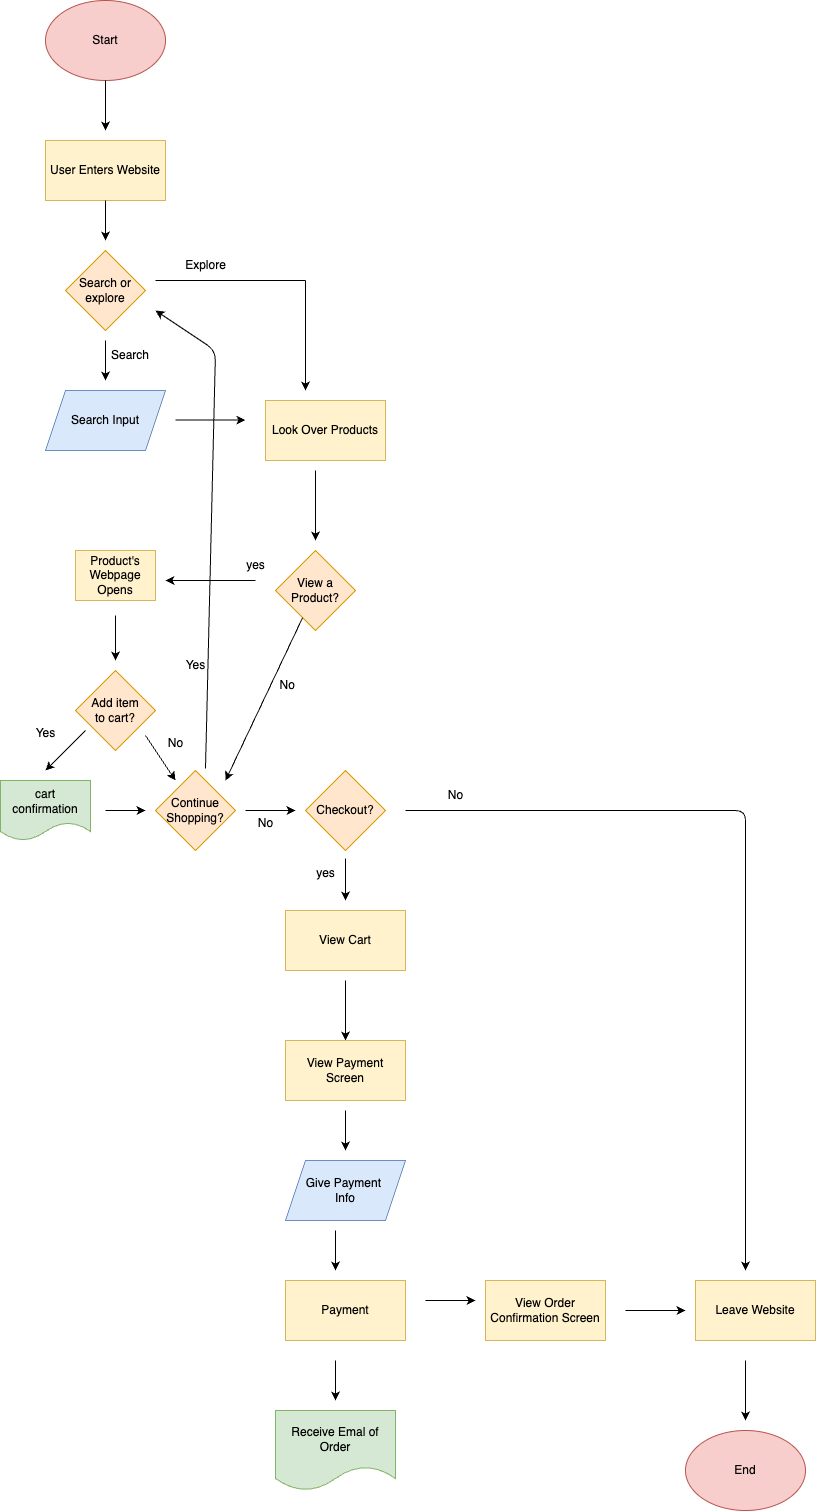 Start
User Enters Website
Search or
explore
Explore
Search
Search Input
Look Over Products
Product's
Webpage
Opens
yes
View a
Product?
Yes
No
Add item
to cart?
Yes
No
cart
confirmation
Continue
Shopping?
No
Checkout?
No
yes
View Cart
View Payment
Screen
Give Payment
Info
Payment
View Order
Confirmation Screen
Leave Website
Receive Emal of
Order
End